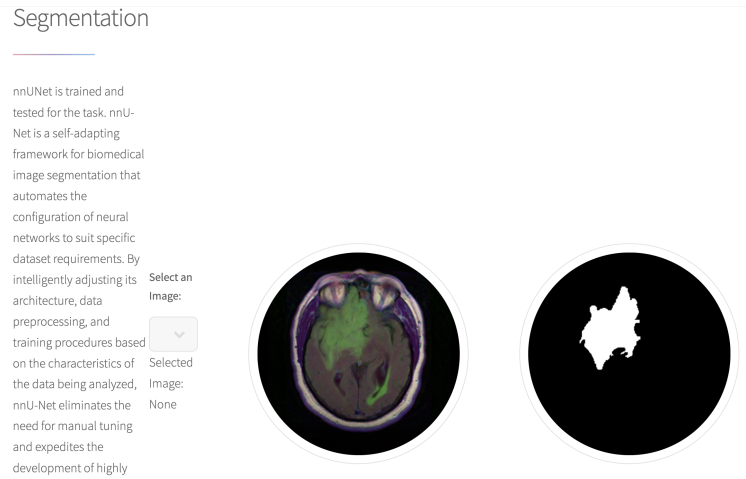 Segmentation
nnUNet is trained and
tested for the task. nnU-
Net is a self-adapting
framework for biomedical
image segmentation that
automates the
configuration of neural
networks to suit specific
dataset requirements. By
intelligently adjusting its
architecture, data
preprocessing, and
training procedures based
on the characteristics of
the data being analyzed,
nnU-Net eliminates the
need for manual tuning
and expedites the
development of highly
Select an
Image:
Selected
Image:
None